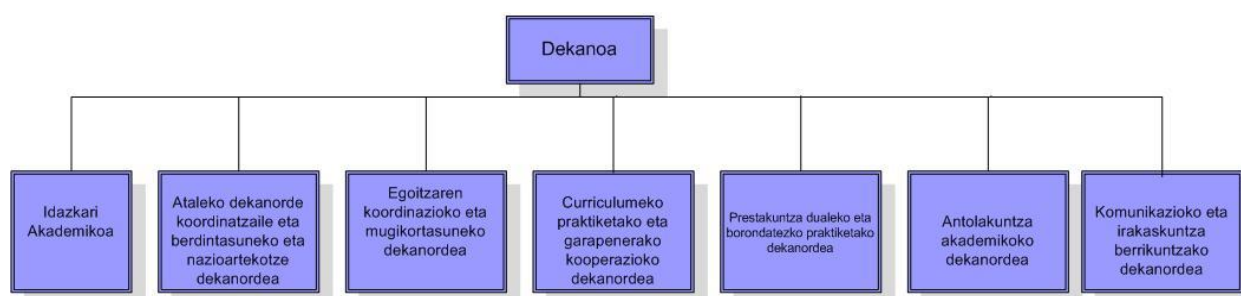 Dekanoa
Idazkari
Akademikoa
Ataleko dekanorde
koordinatzaile eta
berdintasuneko eta
nazioartekotze
dekanordea
Egoitzaren
koordinazioko eta
mugikortasuneko
dekanordea
Curriculumeko
praktiketako eta
garapenerako
kooperazioko
dekanordea
Prestakuntza dualeko eta
borondatezko praktiketako
dekanordea
Antolakuntza
akademikoko
dekanordea
Komunikazioko eta
irakaskuntza
berrikuntzako
dekanordea